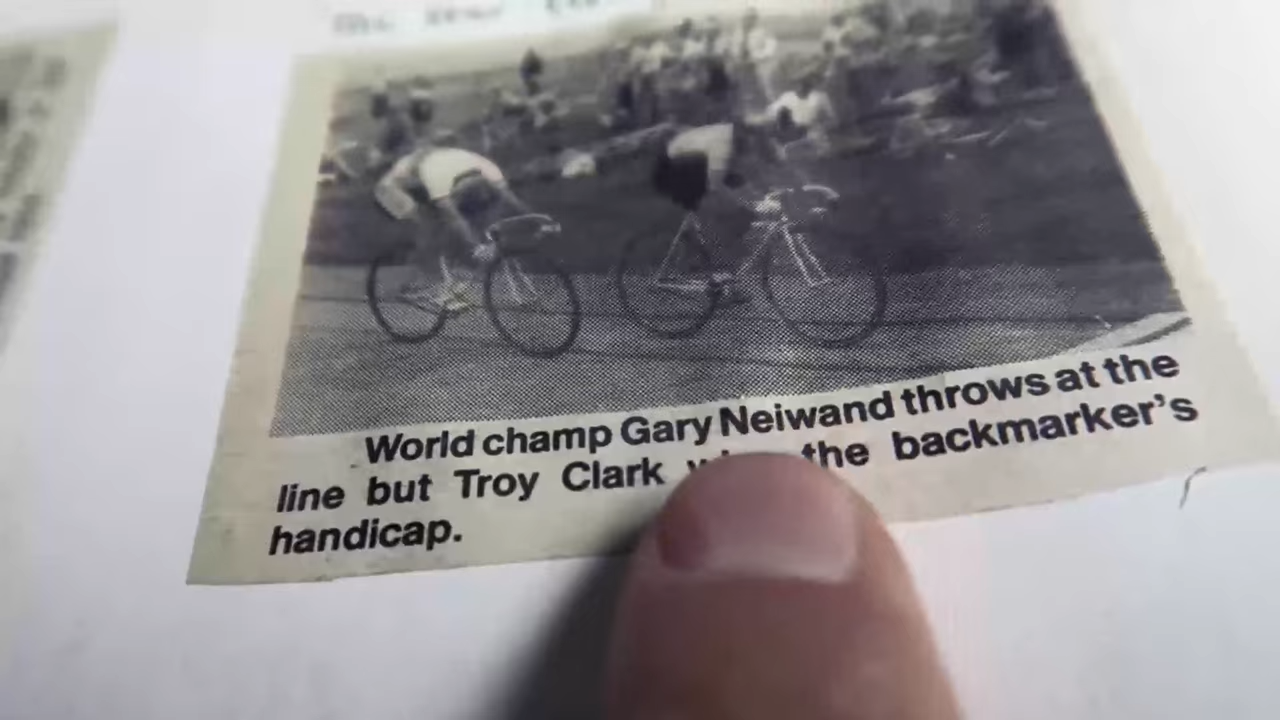 World champ Gary Neiwand throws at the
line but Troy Clark the backmarker's
handicap.